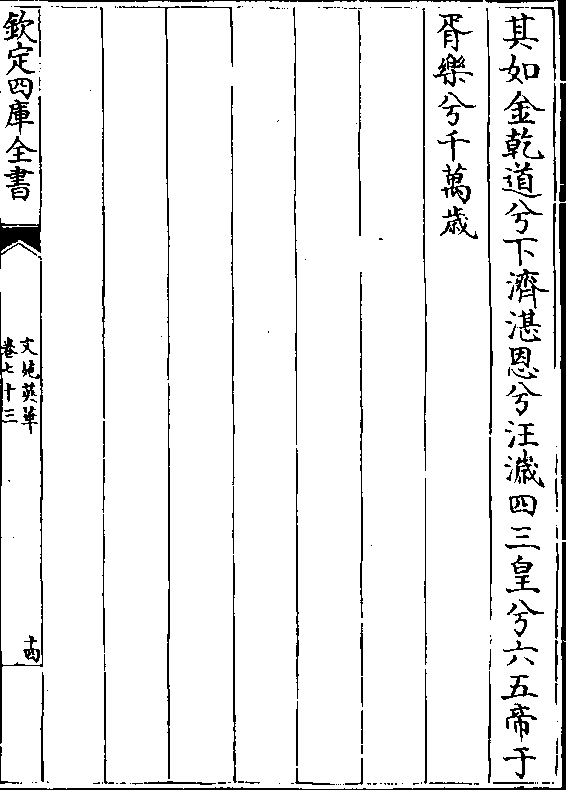 其如金乾道兮下濟湛恩兮汪濊四三皇兮六五帝于
胥樂兮千萬歲
欽定四庫全書
文苑英華
卷七十三
十四